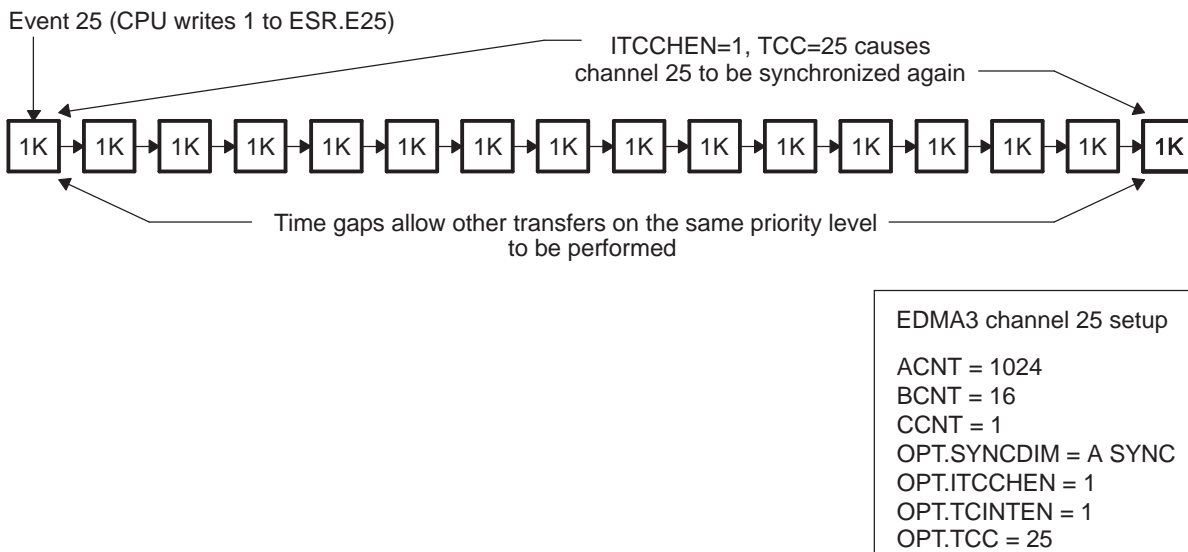 Event 25 (CPU writes 1 to ESR.E25)
ITCCHEN=1, TCC=25 causes
channel 25 to be synchronized again
1K 1K 1K 1K 1K 1K 1K 1K 1K 1K 1K 1K 1K 1K 1K 1K
Time gaps allow other transfers on the same priority level
to be performed
EDMA3 channel 25 setup
ACNT = 1024
BCNT = 16
CCNT = 1
OPT.SYNCDIM = A SYNC
OPT.ITCCHEN = 1
OPT.TCINTEN = 1
OPT.TCC = 25